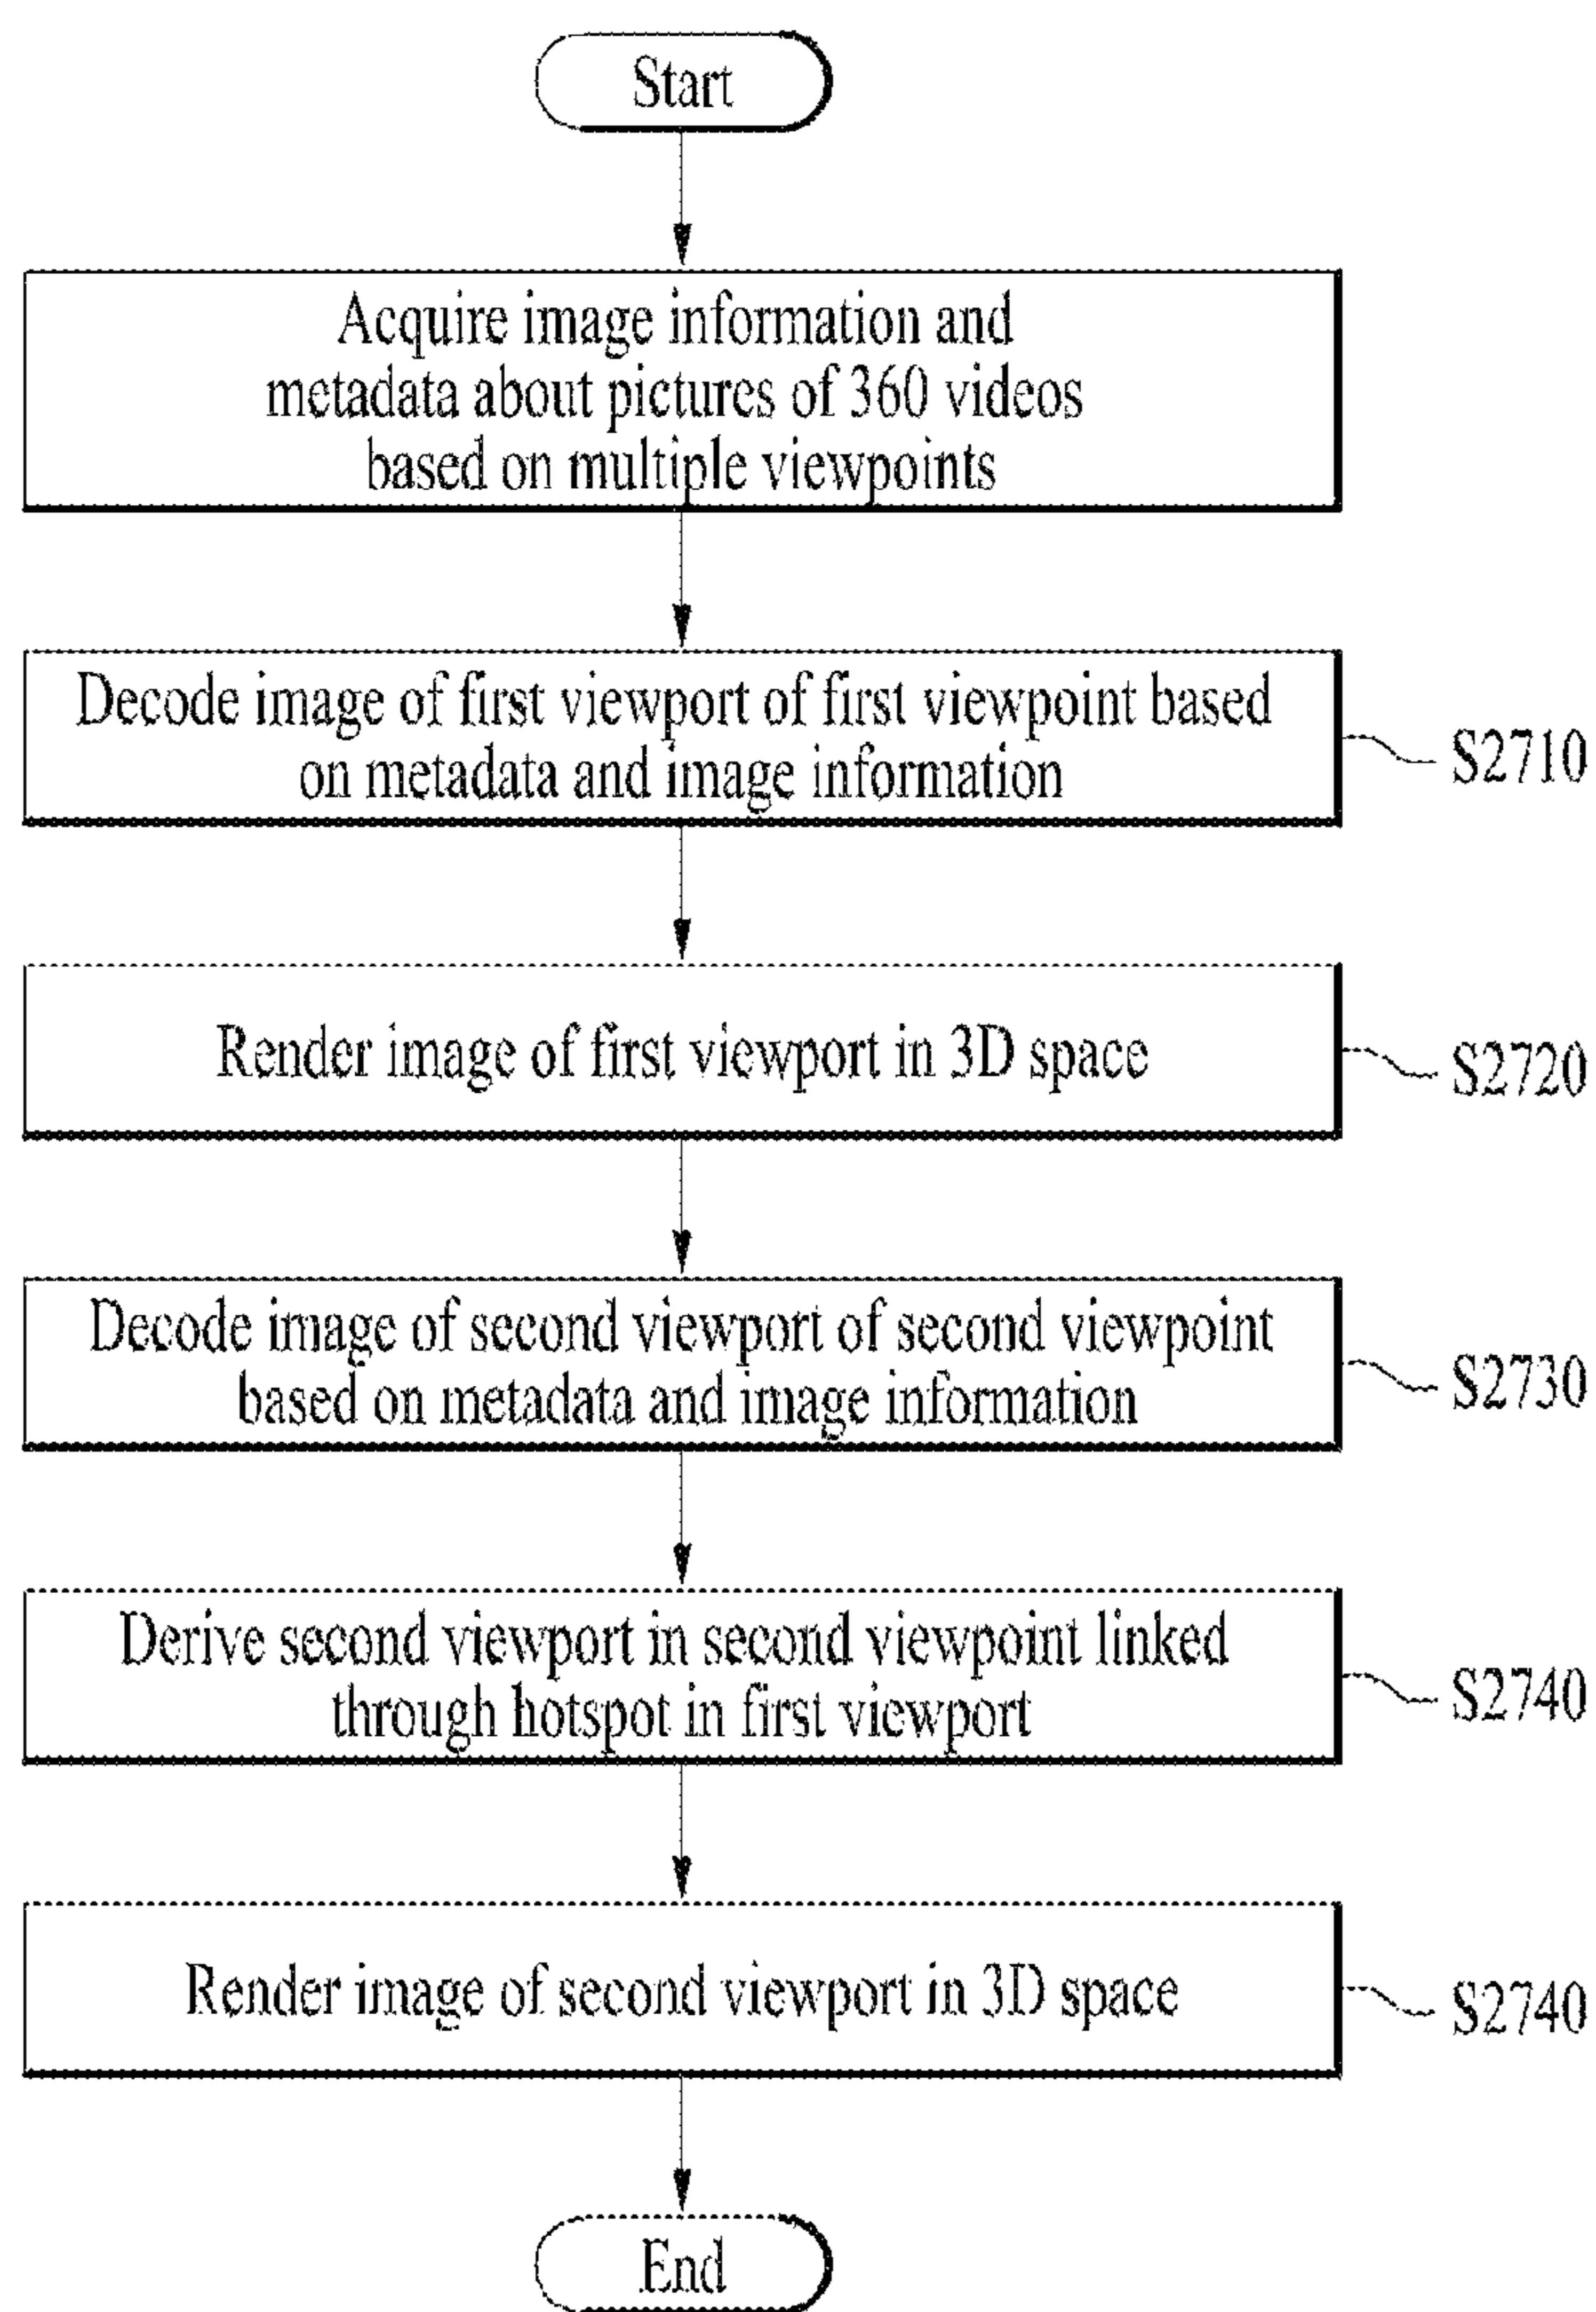 Start
Acquire image information and
metadata about pictures of 360 videos
based on multiple viewpoints
Decode image of first viewport of first viewpoint based
on metadata and image information
S2710
Render image of first viewport in 3D space
S2720
Decode image of second viewport of second viewpoint
based on metadata and image information
S2730
Derive second viewport in second viewpoint linked
through hotspot in first viewport
S2740
Render image of second viewport in 3D space
S2740
End